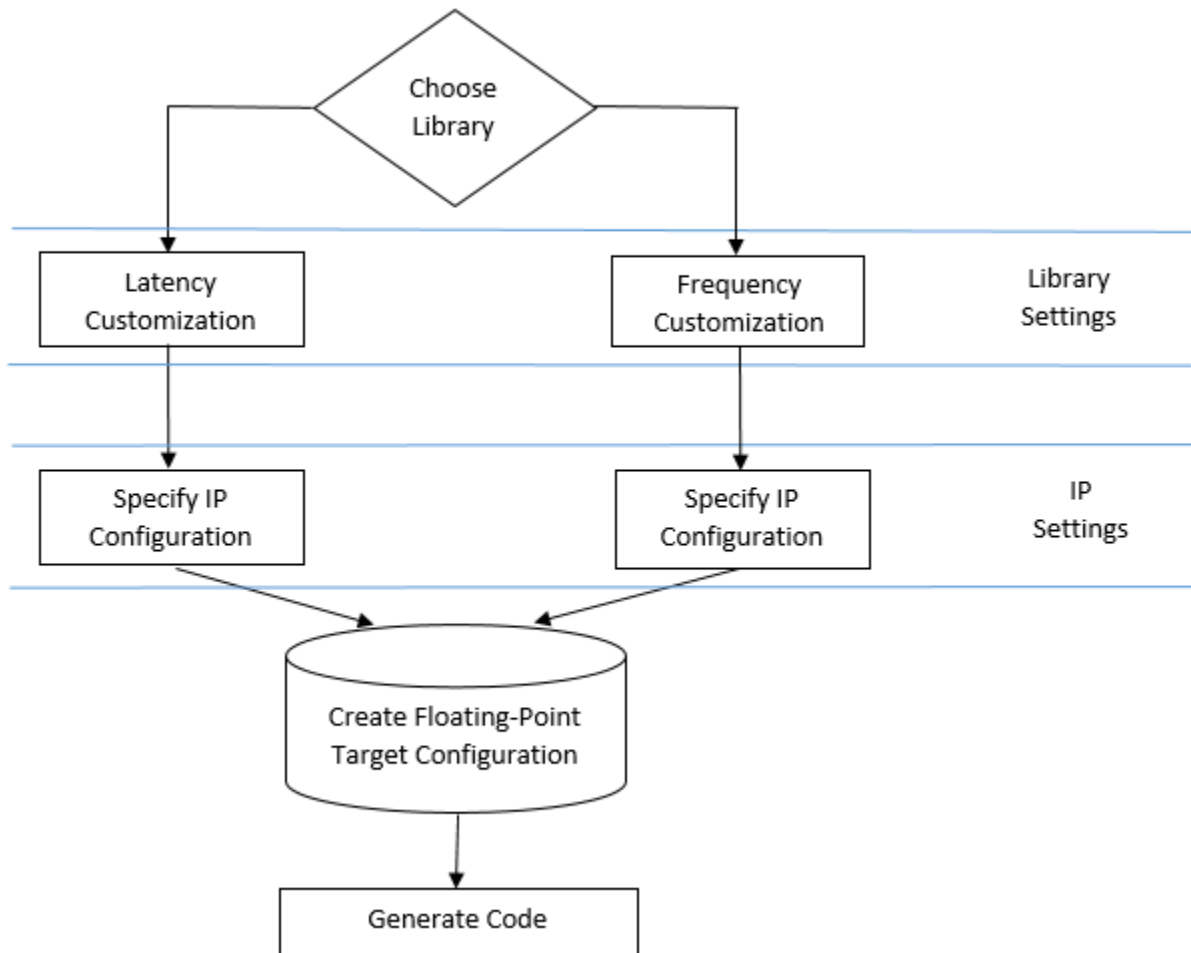 Choose
Library
Latency
Customization
Frequency
Customization
Library
Settings
Specify IP
Configuration
Specify IP
Configuration
IP
Settings
Create Floating-Point
Target Configuration
Generate Code